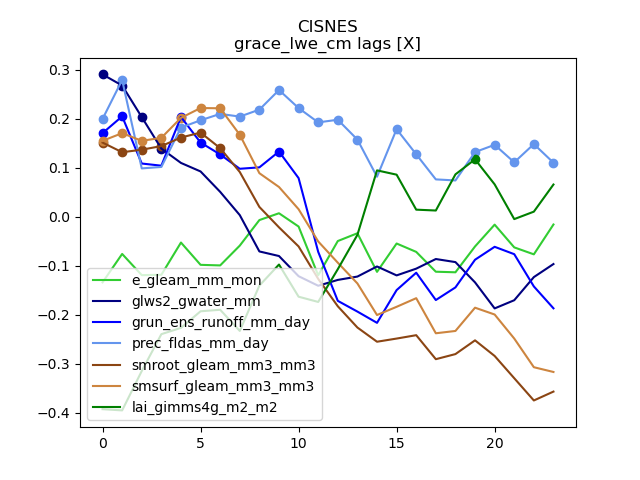 CISNES
grace_lwe_cm lags [X]
0.3
0.2
0.1
0.0
−0.1
−0.2
−0.3
−0.4
e_gleam_mm_mon
glws2_gwater_mm
grun_ens_runoff_mm_day
prec_fldas_mm_day
smroot_gleam_mm3_mm3
smsurf_gleam_mm3_mm3
lai_gimms4g_m2_m2
0 5 10 15 20